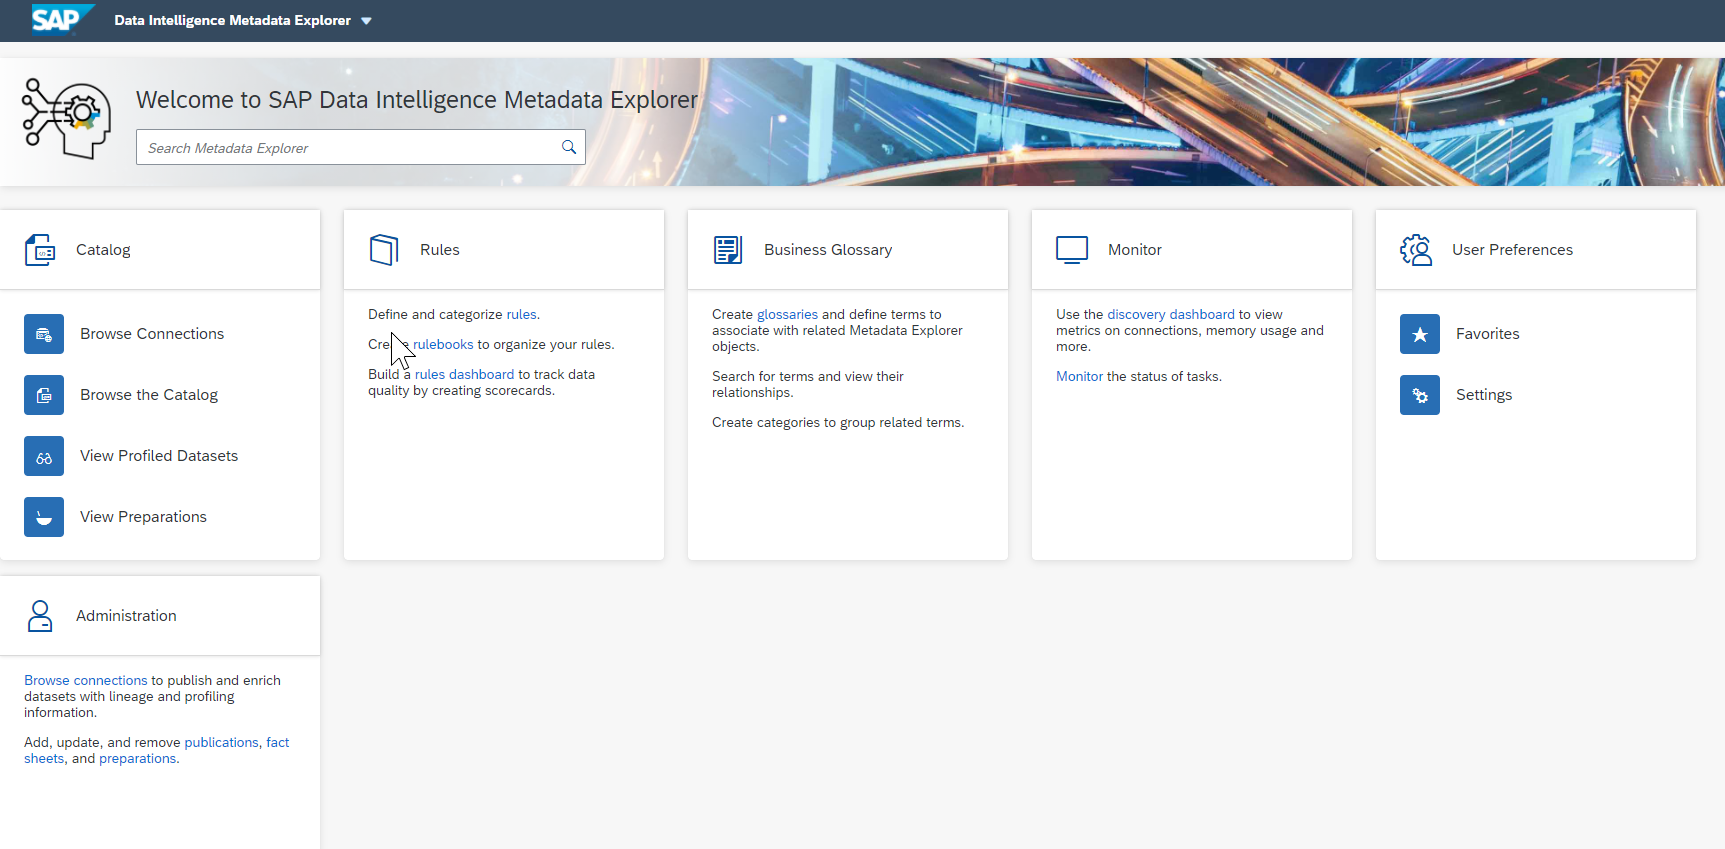 SAP
Data Intelligence Metadata Explorer
Welcome to SAP Data Intelligence Metadata Explorer
Search Metadata Explorer
Catalog
Browse Connections
Browse the Catalog
View Profiled Datasets
View Preparations
Rules
Define and categorize rules.
Create rulebooks to organize your rules.
Build a rules dashboard to track data
quality by creating scorecards.
Business Glossary
Create glossaries and define terms to
associate with related Metadata Explorer
objects.
Search for terms and view their
relationships.
Create categories to group related terms.
Monitor
Use the discovery dashboard to view
metrics on connections, memory usage and
more.
Monitor the status of tasks.
User Preferences
Favorites
Settings
Administration
Browse connections to publish and enrich
datasets with lineage and profiling
information.
Add, update, and remove publications, fact
sheets, and preparations.